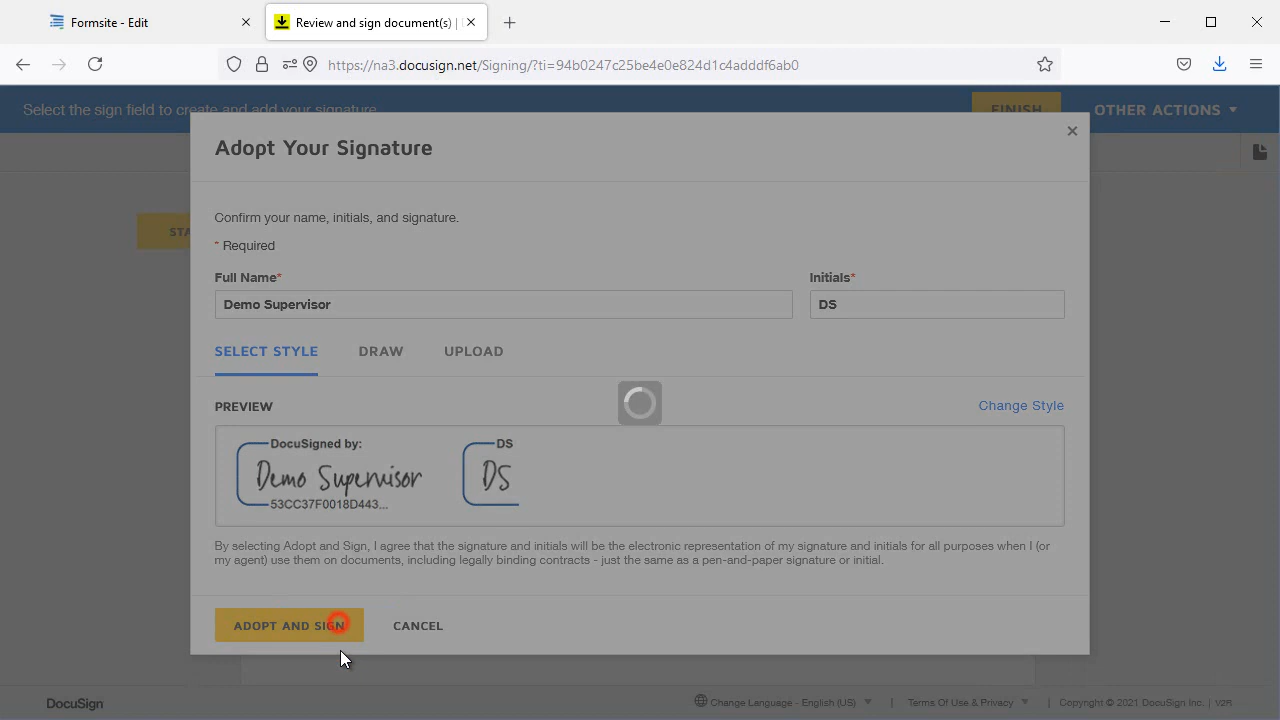 Formsite - Edit
Review and sign document(s) |
https://na3.docusign.net/Signing/?ti=94b0247c25be4e0e824d1c4adddf6ab0
Select the sign field to create and add your signature
FINISH
OTHER ACTIONS
STA
Adopt Your Signature
Confirm your name, initials, and signature.
* Required
Full Name*
Initials*
Demo Supervisor
DS
SELECT STYLE
DRAW
UPLOAD
PREVIEW
Change Style
DocuSigned by:
DS
Demo Supervisor
DS
53CC37F0018D443...
By selecting Adopt and Sign, I agree that the signature and initials will be the electronic representation of my signature and initials for all purposes when I (or
my agent) use them on documents, including legally binding contracts - just the same as a pen-and-paper signature or initial.
ADOPT AND SIGN
CANCEL
DocuSign
Change Language - English (US)
Terms Of Use & Privacy
Copyright © 2021 DocuSign Inc. | V2R